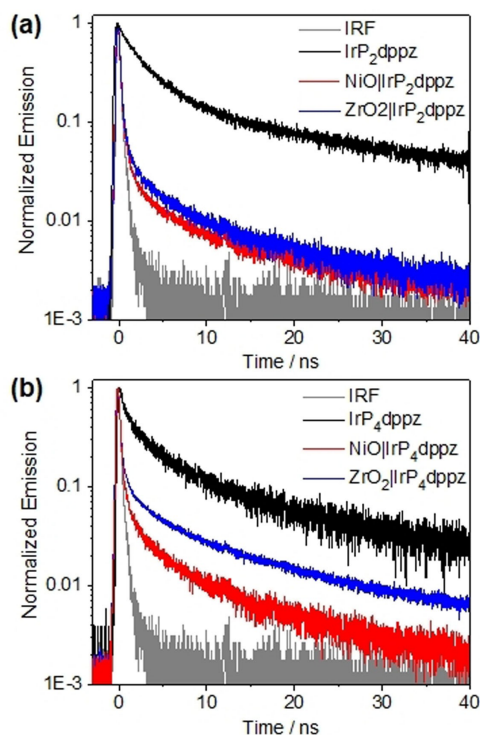 (a)
IRF
IrP₂dppz
NiO|IrP₂dppz
ZrO2|IrP₂dppz
Normalized Emission
1
0.1
0.01
1E-3
0 10 20 30 40
Time / ns
(b)
IRF
IrP₄dppz
NiO|IrP₄dppz
ZrO₂|IrP₄dppz
Normalized Emission
1
0.1
0.01
1E-3
0 10 20 30 40
Time / ns